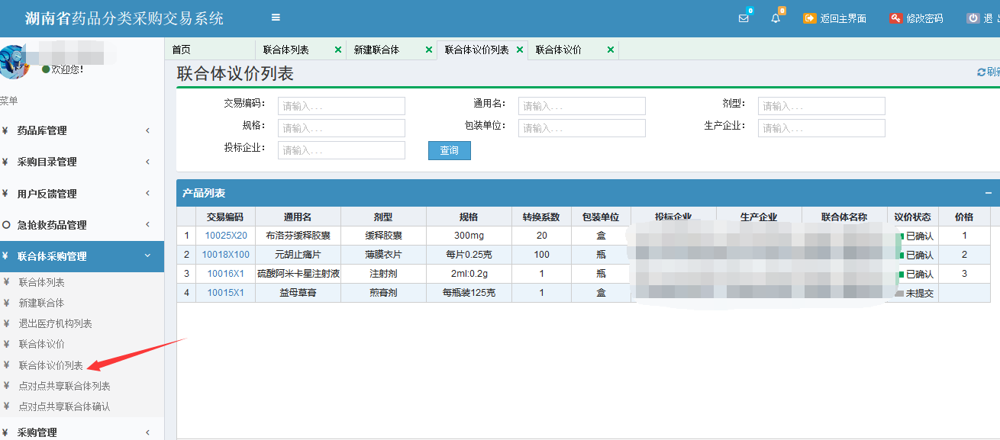 湖南省药品分类采购交易系统
0
0
返回主界面
修改密码
退
欢迎您!
菜单
药品库管理
采购目录管理
用户反馈管理
急抢救药品管理
联合体采购管理
联合体列表
新建联合体
退出医疗机构列表
联合体议价
联合体议价列表
点对点共享联合体列表
点对点共享联合体确认
采购管理
首页 联合体列表 新建联合体 联合体议价列表 联合体议价
联合体议价列表
刷新
交易编码: 请输入... 通用名: 请输入... 剂型: 请输入...
规格: 请输入... 包装单位: 请输入... 生产企业: 请输入...
投标企业: 请输入... 查询
产品列表
交易编码 通用名 剂型 规格 转换系数 包装单位 投标企业 生产企业 联合体名称 议价状态 价格
1 10025X20 布洛芬缓释胶囊 缓释胶囊 300mg 20 盒 已确认 1
2 10018X100 元胡止痛片 薄膜衣片 每片0.25克 100 瓶 已确认 2
3 10016X1 硫酸阿米卡星注射液 注射剂 2ml:0.2g 1 瓶 已确认 3
4 10015X1 益母草膏 煎膏剂 每瓶装125克 1 盒 未提交